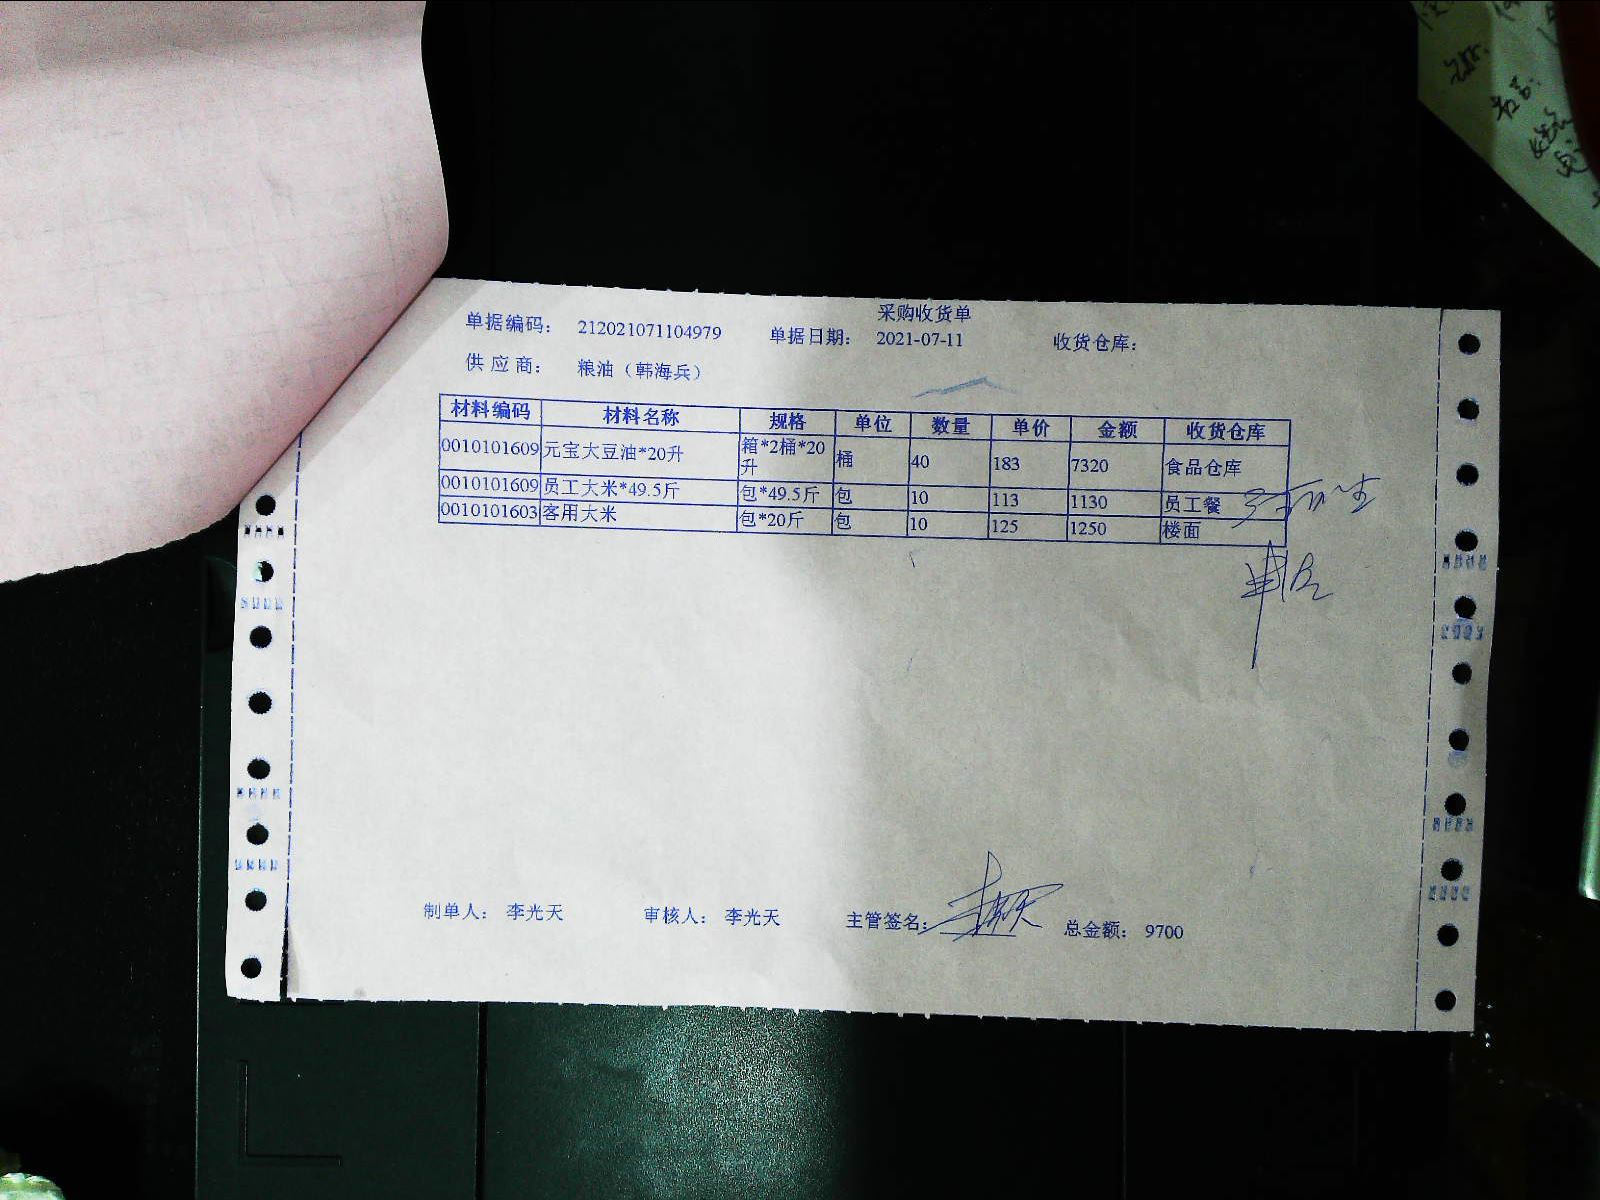 采购收货单
单据编码: 212021071104979 单据日期: 2021-07-11 收货仓库:
供应商: 粮油（韩海兵）
材料编码 材料名称 规格 单位 数量 单价 金额 收货仓库
0010101609 元宝大豆油*20升 箱*2桶*20升 桶 40 183 7320 食品仓库
0010101609 员工大米*49.5斤 包*49.5斤 包 10 113 1130 员工餐
0010101603 客用大米 包*20斤 包 10 125 1250 楼面
制单人: 李光天 审核人: 李光天 主管签名: 总金额: 9700